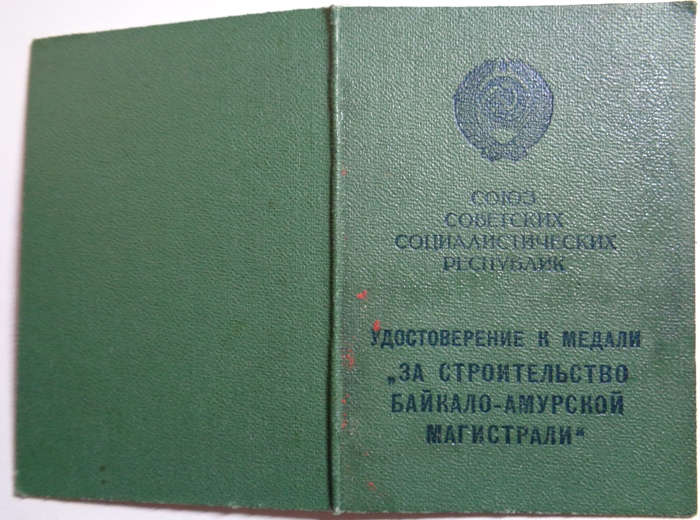 СОЮЗ
СОВЕТСКИХ
СОЦИАЛИСТИЧЕСКИХ
РЕСПУБЛИК
УДОСТОВЕРЕНИЕ К МЕДАЛИ
„ЗА СТРОИТЕЛЬСТВО
БАЙКАЛО-АМУРСКОЙ
МАГИСТРАЛИ“